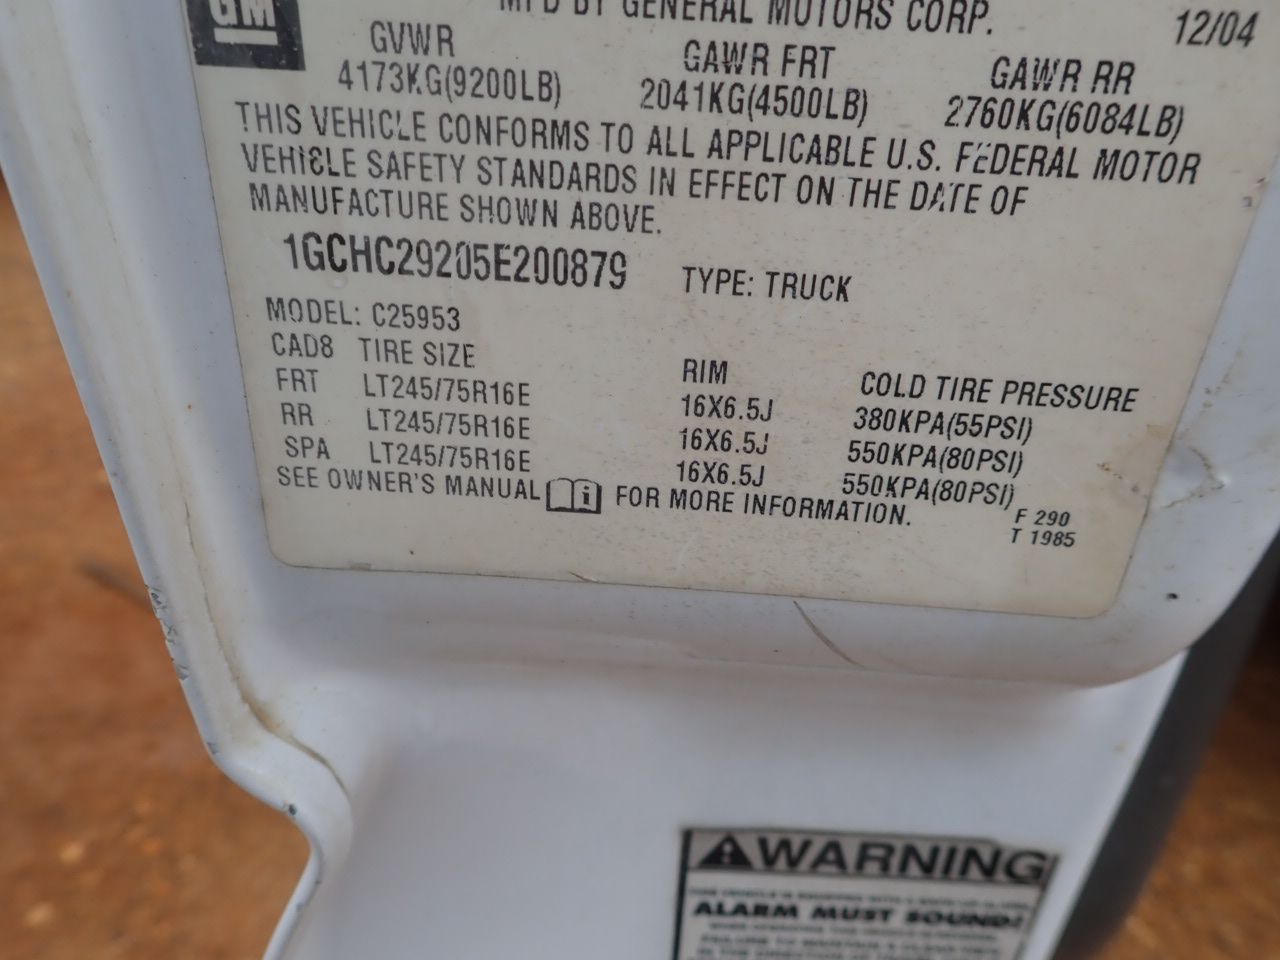 GM
MFD BY GENERAL MOTORS CORP. 12/04
GVWR GAWR FRT GAWR RR
4173KG(9200LB) 2041KG(4500LB) 2760KG(6084LB)
THIS VEHICLE CONFORMS TO ALL APPLICABLE U.S. FEDERAL MOTOR
VEHICLE SAFETY STANDARDS IN EFFECT ON THE DATE OF
MANUFACTURE SHOWN ABOVE.
1GCHC29205E200879 TYPE: TRUCK
MODEL: C25953
CAD8 TIRE SIZE RIM COLD TIRE PRESSURE
FRT LT245/75R16E 16X6.5J 380KPA(55PSI)
RR LT245/75R16E 16X6.5J 550KPA(80PSI)
SPA LT245/75R16E 16X6.5J 550KPA(80PSI)
SEE OWNER'S MANUAL i FOR MORE INFORMATION.
F 290
T 1985
WARNING
ALARM MUST SOUND!